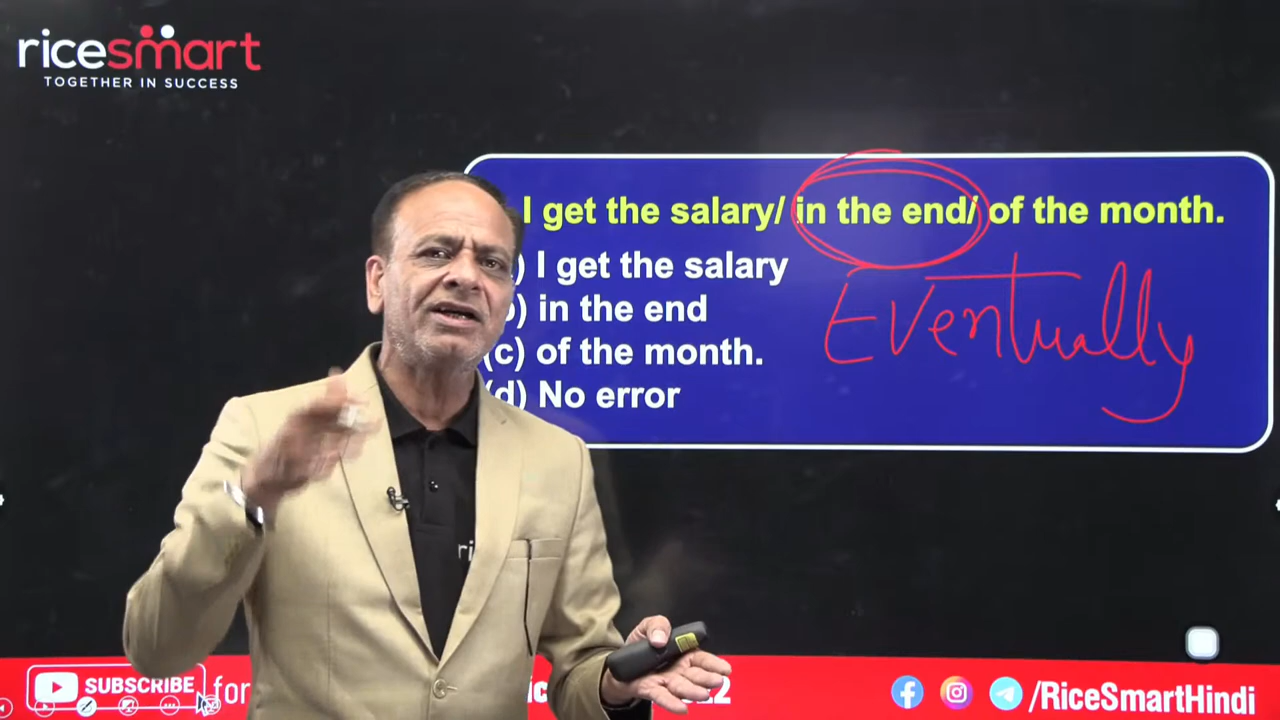 ricesmart
TOGETHER IN SUCCESS
I get the salary/ in the end/ of the month.
) I get the salary
) in the end
(c) of the month.
(d) No error
Eventually
SUBSCRIBE
for
/RiceSmartHindi